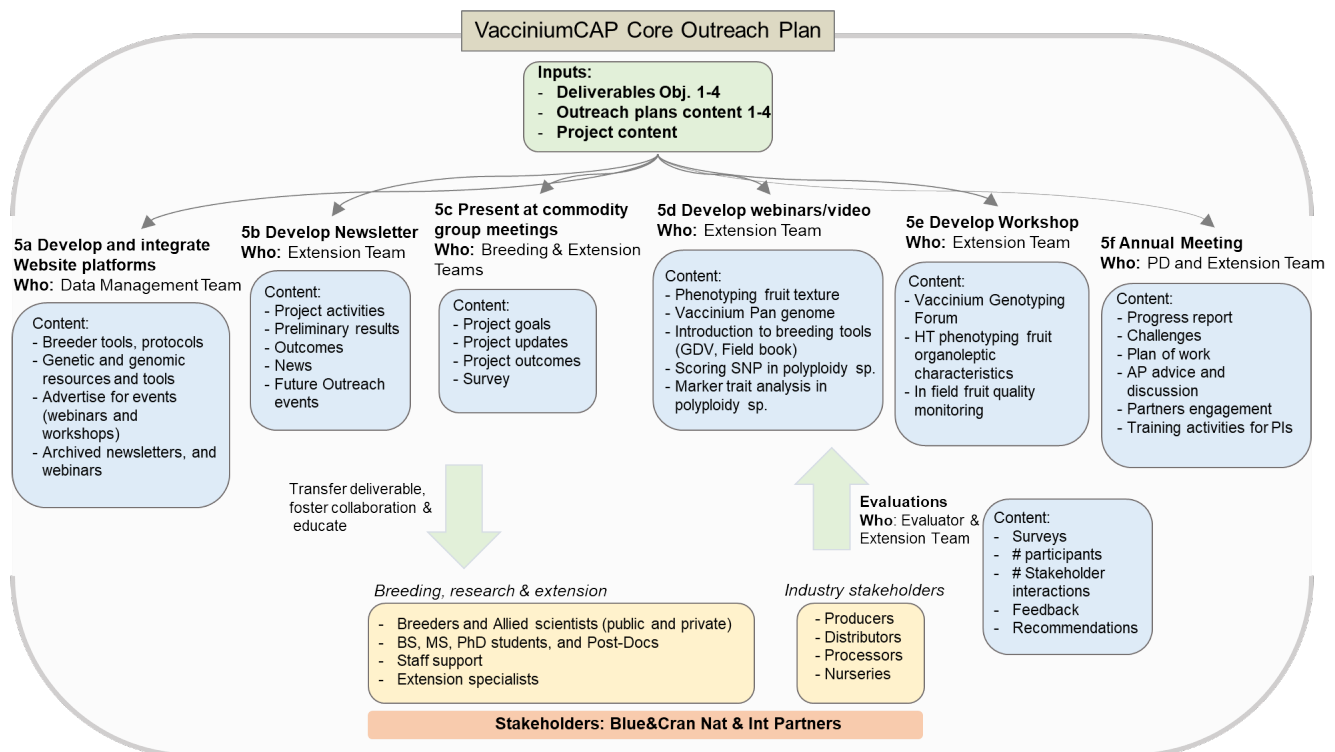 VacciniumCAP Core Outreach Plan
Inputs:
- Deliverables Obj. 1-4
- Outreach plans content 1-4
- Project content
5a Develop and integrate
Website platforms
Who: Data Management Team
Content:
- Breeder tools, protocols
- Genetic and genomic
resources and tools
- Advertise for events
(webinars and
workshops)
- Archived newsletters, and
webinars
5b Develop Newsletter
Who: Extension Team
Content:
- Project activities
- Preliminary results
- Outcomes
- News
- Future Outreach
events
5c Present at commodity
group meetings
Who: Breeding & Extension
Teams
Content:
- Project goals
- Project updates
- Project outcomes
- Survey
5d Develop webinars/video
Who: Extension Team
Content:
- Phenotyping fruit texture
- Vaccinium Pan genome
- Introduction to breeding tools
(GDV, Field book)
- Scoring SNP in polyploidy sp.
- Marker trait analysis in
polyploidy sp.
5e Develop Workshop
Who: Extension Team
Content:
- Vaccinium Genotyping
Forum
- HT phenotyping fruit
organoleptic
characteristics
- In field fruit quality
monitoring
5f Annual Meeting
Who: PD and Extension Team
Content:
- Progress report
- Challenges
- Plan of work
- AP advice and
discussion
- Partners engagement
- Training activities for PIs
Transfer deliverable,
foster collaboration &
educate
Evaluations
Who: Evaluator &
Extension Team
Content:
- Surveys
- # participants
- # Stakeholder
interactions
- Feedback
- Recommendations
Breeding, research & extension
- Breeders and Allied scientists (public and private)
- BS, MS, PhD students, and Post-Docs
- Staff support
- Extension specialists
Industry stakeholders
- Producers
- Distributors
- Processors
- Nurseries
Stakeholders: Blue&Cran Nat & Int Partners